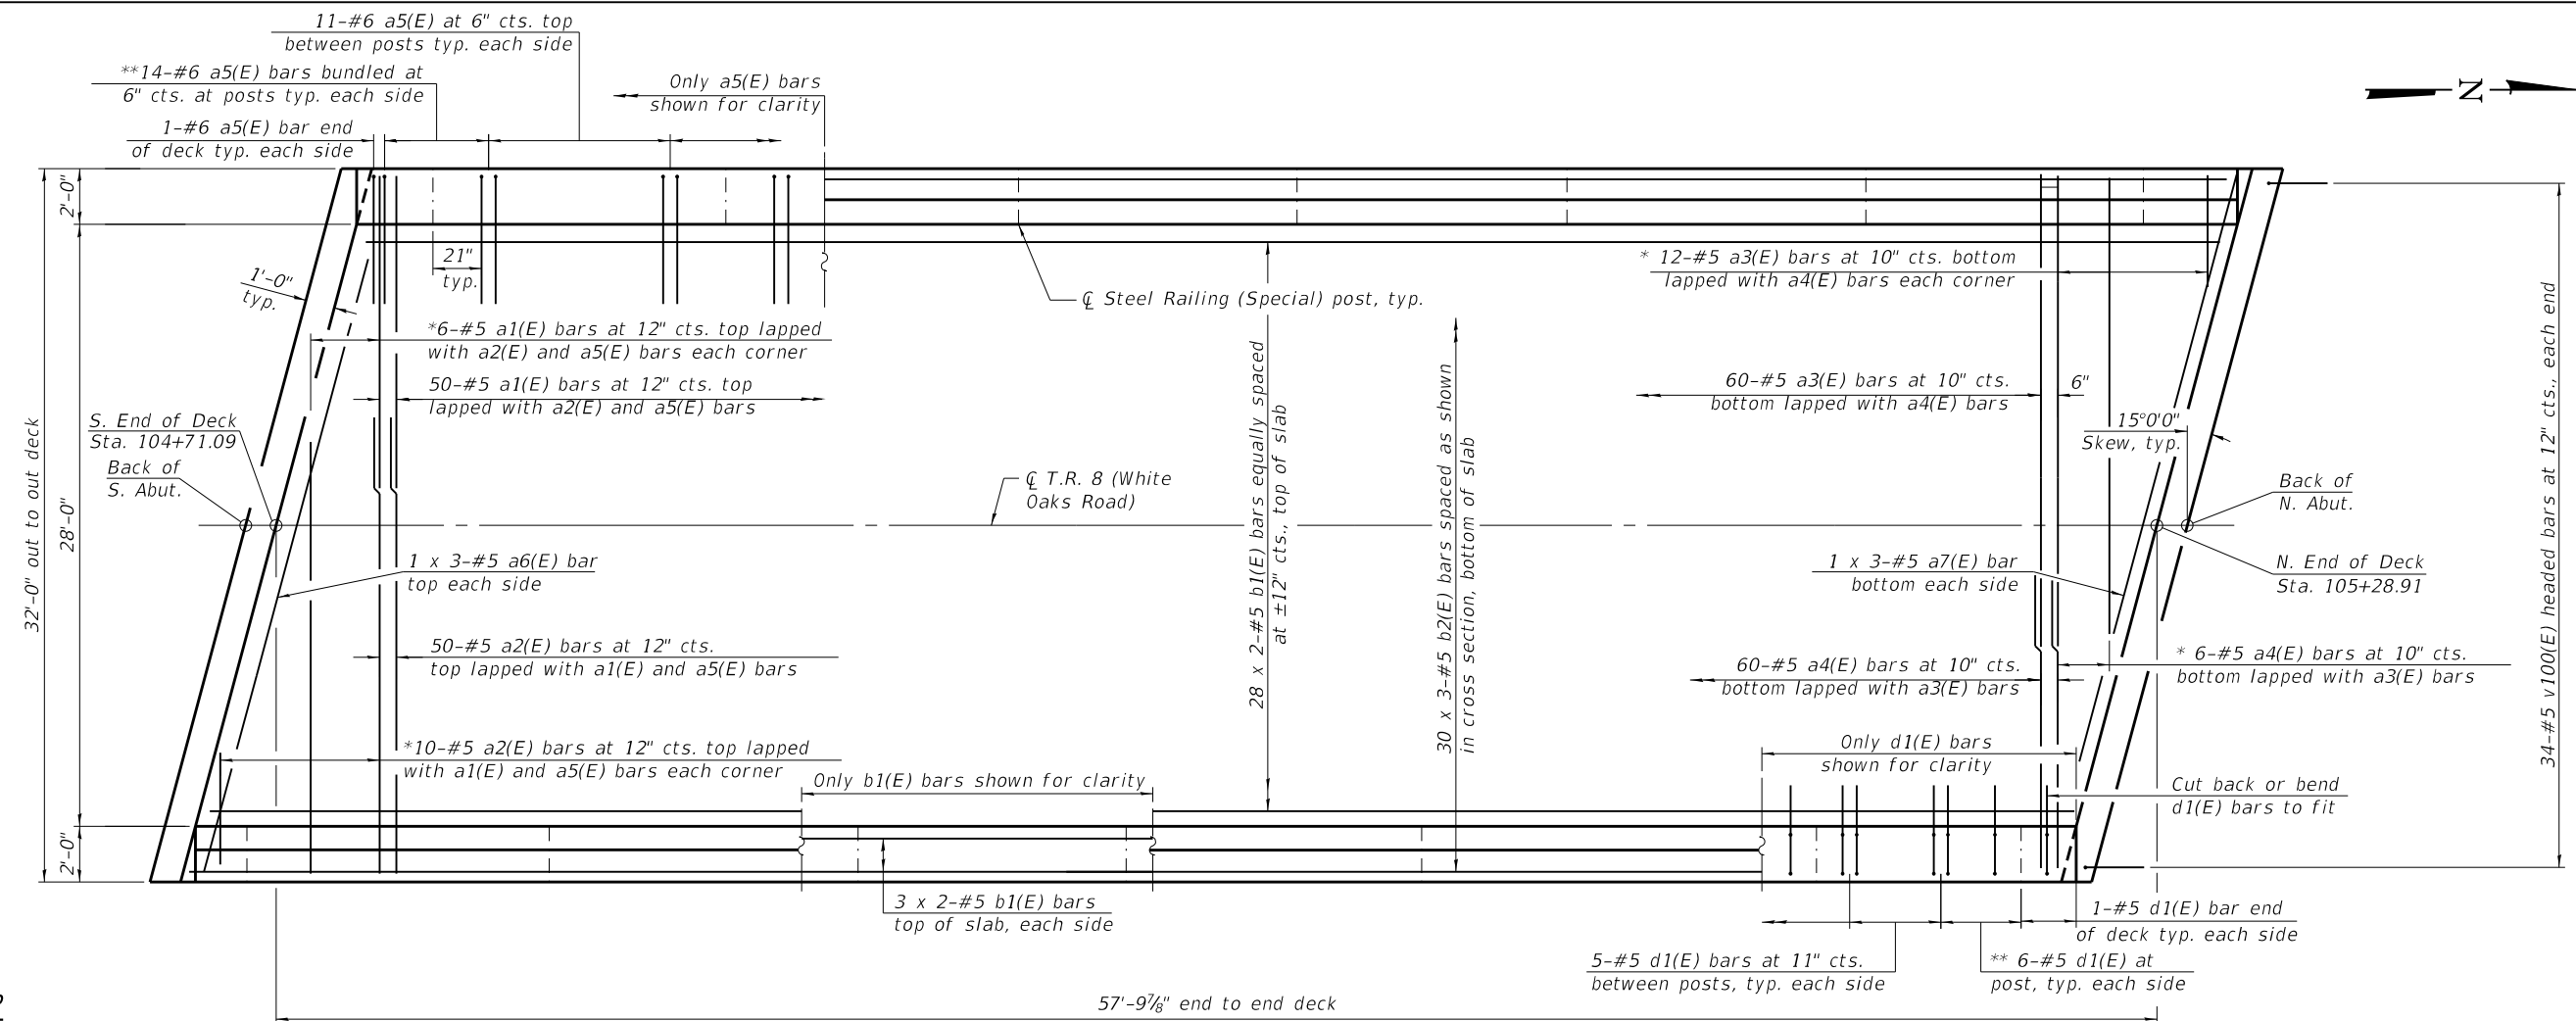 11-#6 a5(E) at 6" cts. top
between posts typ. each side
**14-#6 a5(E) bars bundled at
6" cts. at posts typ. each side
Only a5(E) bars
shown for clarity
1-#6 a5(E) bar end
of deck typ. each side
N
2'-0"
28'-0"
2'-0"
32'-0" out to out deck
1'-0"
typ.
21"
typ.
℄ Steel Railing (Special) post, typ.
* 12-#5 a3(E) bars at 10" cts. bottom
lapped with a4(E) bars each corner
*6-#5 a1(E) bars at 12" cts. top lapped
with a2(E) and a5(E) bars each corner
50-#5 a1(E) bars at 12" cts. top
lapped with a2(E) and a5(E) bars
60-#5 a3(E) bars at 10" cts.
bottom lapped with a4(E) bars
6"
15°0'0"
Skew, typ.
S. End of Deck
Sta. 104+71.09
Back of
S. Abut.
℄ T.R. 8 (White
Oaks Road)
28 x 2-#5 b1(E) bars equally spaced
at ±12" cts., top of slab
30 x 3-#5 b2(E) bars spaced as shown
in cross section, bottom of slab
Back of
N. Abut.
N. End of Deck
Sta. 105+28.91
34-#5 v100(E) headed bars at 12" cts., each end
1 x 3-#5 a6(E) bar
top each side
1 x 3-#5 a7(E) bar
bottom each side
50-#5 a2(E) bars at 12" cts.
top lapped with a1(E) and a5(E) bars
60-#5 a4(E) bars at 10" cts.
bottom lapped with a3(E) bars
* 6-#5 a4(E) bars at 10" cts.
bottom lapped with a3(E) bars
*10-#5 a2(E) bars at 12" cts. top lapped
with a1(E) and a5(E) bars each corner
Only b1(E) bars shown for clarity
Only d1(E) bars
shown for clarity
Cut back or bend
d1(E) bars to fit
3 x 2-#5 b1(E) bars
top of slab, each side
1-#5 d1(E) bar end
of deck typ. each side
5-#5 d1(E) bars at 11" cts.
between posts, typ. each side
** 6-#5 d1(E) at
post, typ. each side
57'-9⅞" end to end deck